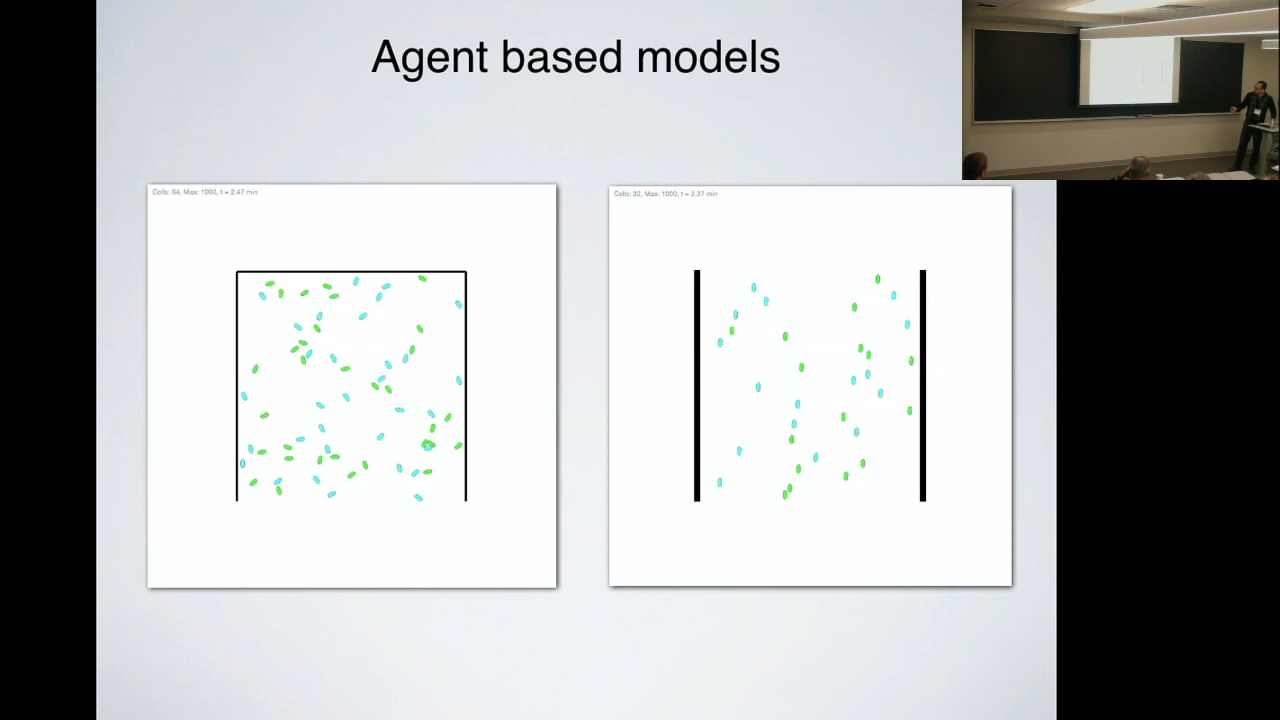 Agent based models
Cells: 64, Max: 1000, t = 2.47 min
Cells: 32, Max: 1000, t = 2.37 min